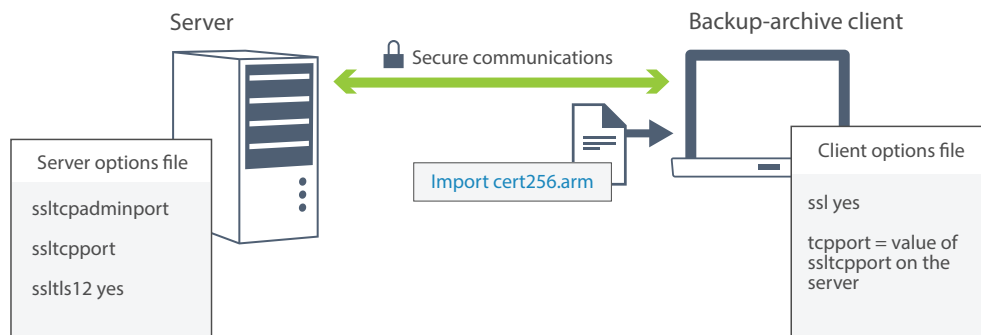 Server
Backup-archive client
Secure communications
Server options file
ssltcpadminport
ssltcpport
ssltls12 yes
Import cert256.arm
Client options file
ssl yes
tcpport = value of
ssltcpport on the
server